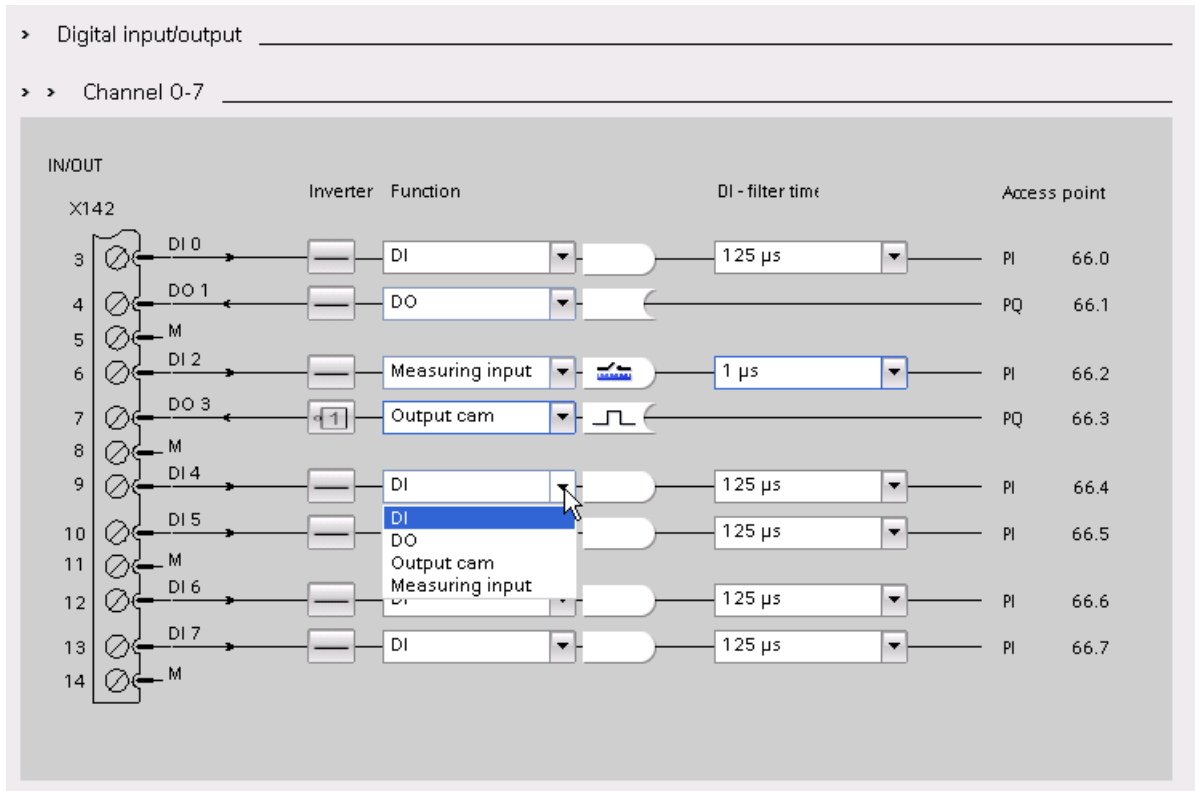 Digital input/output
Channel 0-7
IN/OUT
X142
Inverter Function DI - filter time Access point
3 DI 0 DI 125 µs PI 66.0
4 DO 1 DO PQ 66.1
5 M
6 DI 2 Measuring input 1 µs PI 66.2
7 DO 3 1 Output cam PQ 66.3
8 M
9 DI 4 DI 125 µs PI 66.4
DI
10 DI 5 125 µs PI 66.5
DO
11 M Output cam
Measuring input
12 DI 6 DI 125 µs PI 66.6
13 DI 7 DI 125 µs PI 66.7
14 M